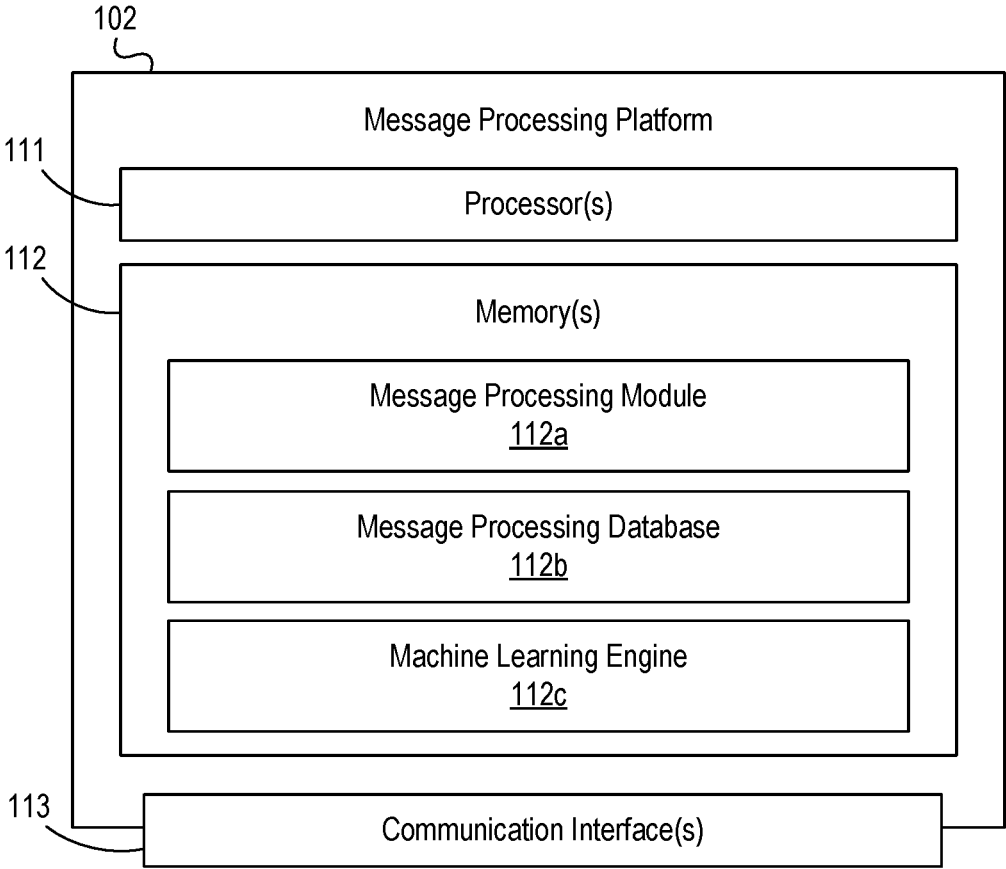 102
Message Processing Platform
111
Processor(s)
112
Memory(s)
Message Processing Module
112a
Message Processing Database
112b
Machine Learning Engine
112c
113
Communication Interface(s)